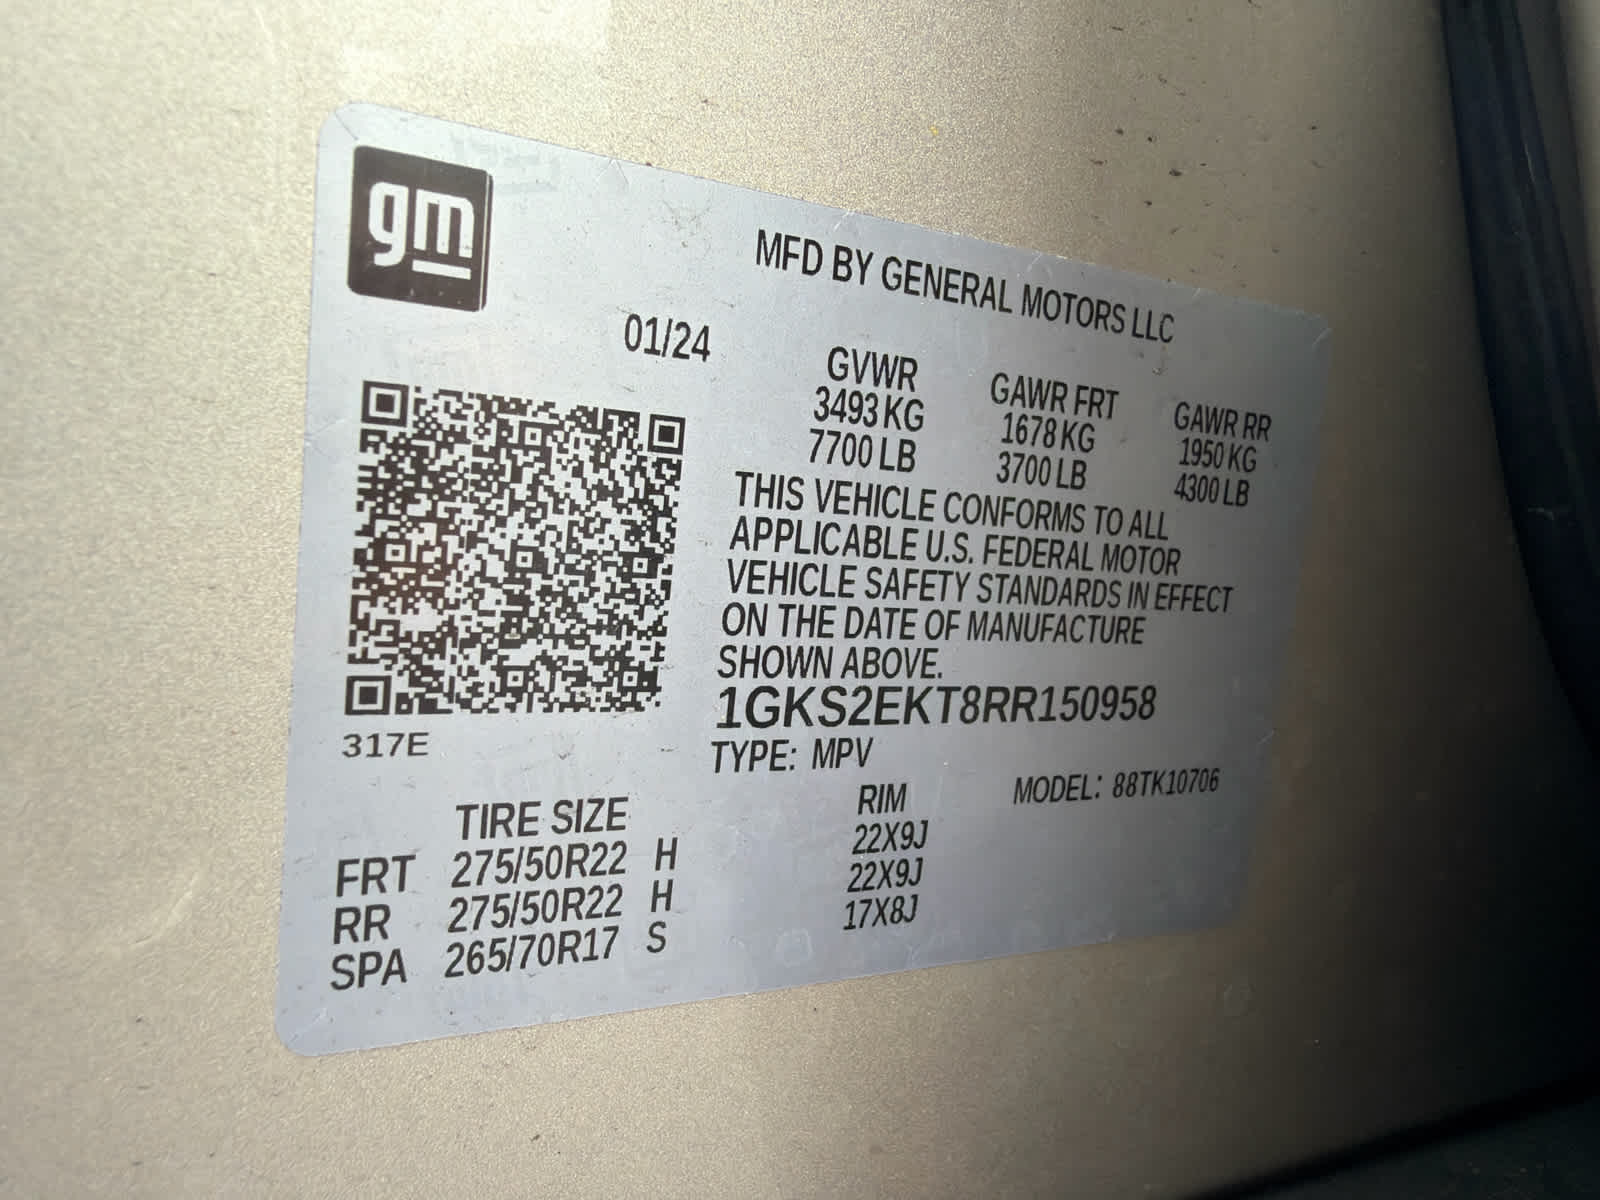 gm
MFD BY GENERAL MOTORS LLC
01/24
GVWR GAWR FRT GAWR RR
3493 KG 1678 KG 1950 KG
7700 LB 3700 LB 4300 LB
THIS VEHICLE CONFORMS TO ALL
APPLICABLE U.S. FEDERAL MOTOR
VEHICLE SAFETY STANDARDS IN EFFECT
ON THE DATE OF MANUFACTURE
SHOWN ABOVE.
1GKS2EKT8RR150958
317E
TYPE: MPV
MODEL: 88TK10706
TIRE SIZE RIM
FRT 275/50R22 H 22X9J
RR 275/50R22 H 22X9J
SPA 265/70R17 S 17X8J